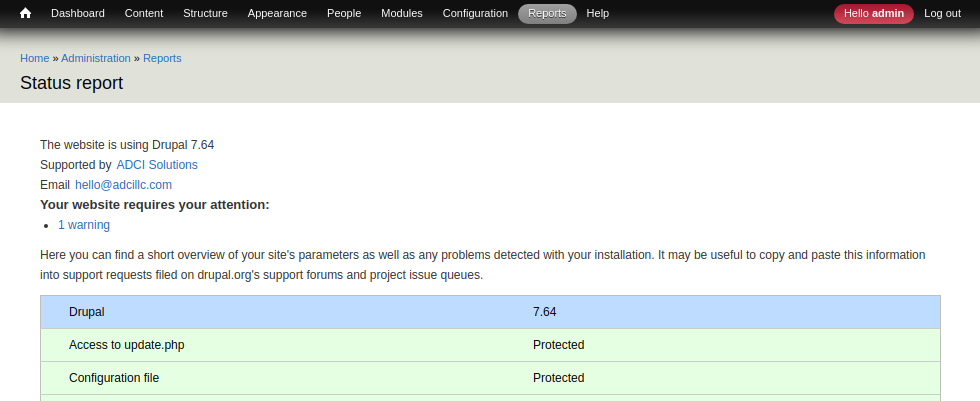 Dashboard Content Structure Appearance People Modules Configuration Reports Help Hello admin Log out
Home » Administration » Reports
Status report
The website is using Drupal 7.64
Supported by ADCI Solutions
Email hello@adcillc.com
Your website requires your attention:
• 1 warning
Here you can find a short overview of your site's parameters as well as any problems detected with your installation. It may be useful to copy and paste this information
into support requests filed on drupal.org's support forums and project issue queues.
Drupal 7.64
Access to update.php Protected
Configuration file Protected